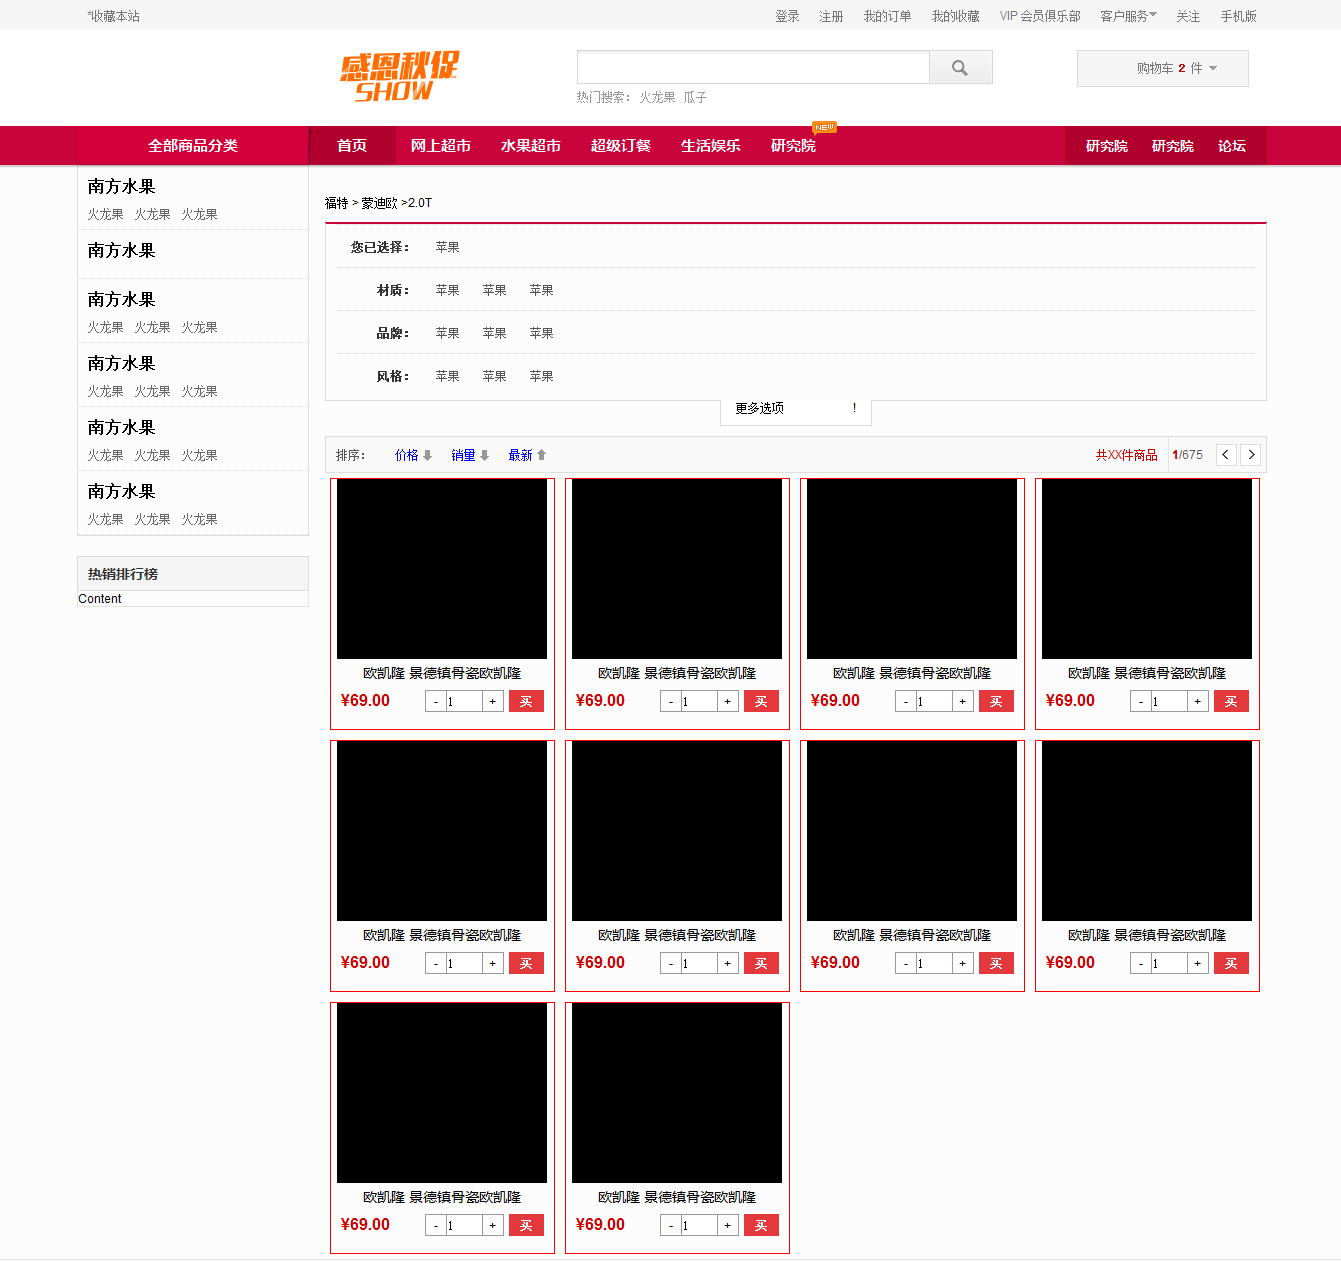 *收藏本站
登录 注册 我的订单 我的收藏 VIP 会员俱乐部 客户服务 关注 手机版
感恩秋促
SHOW
购物车 2 件
热门搜索： 火龙果 瓜子
NEW
全部商品分类 首页 网上超市 水果超市 超级订餐 生活娱乐 研究院 研究院 研究院 论坛
南方水果
火龙果 火龙果 火龙果
南方水果
南方水果
火龙果 火龙果 火龙果
南方水果
火龙果 火龙果 火龙果
南方水果
火龙果 火龙果 火龙果
南方水果
火龙果 火龙果 火龙果
热销排行榜
Content
福特 > 蒙迪欧 >2.0T
您已选择： 苹果
材质： 苹果 苹果 苹果
品牌： 苹果 苹果 苹果
风格： 苹果 苹果 苹果
更多选项 !
排序： 价格 销量 最新 共XX件商品 1/675 < >
欧凯隆 景德镇骨瓷欧凯隆 欧凯隆 景德镇骨瓷欧凯隆 欧凯隆 景德镇骨瓷欧凯隆 欧凯隆 景德镇骨瓷欧凯隆
¥69.00 - 1 + 买 ¥69.00 - 1 + 买 ¥69.00 - 1 + 买 ¥69.00 - 1 + 买
欧凯隆 景德镇骨瓷欧凯隆 欧凯隆 景德镇骨瓷欧凯隆 欧凯隆 景德镇骨瓷欧凯隆 欧凯隆 景德镇骨瓷欧凯隆
¥69.00 - 1 + 买 ¥69.00 - 1 + 买 ¥69.00 - 1 + 买 ¥69.00 - 1 + 买
欧凯隆 景德镇骨瓷欧凯隆 欧凯隆 景德镇骨瓷欧凯隆
¥69.00 - 1 + 买 ¥69.00 - 1 + 买